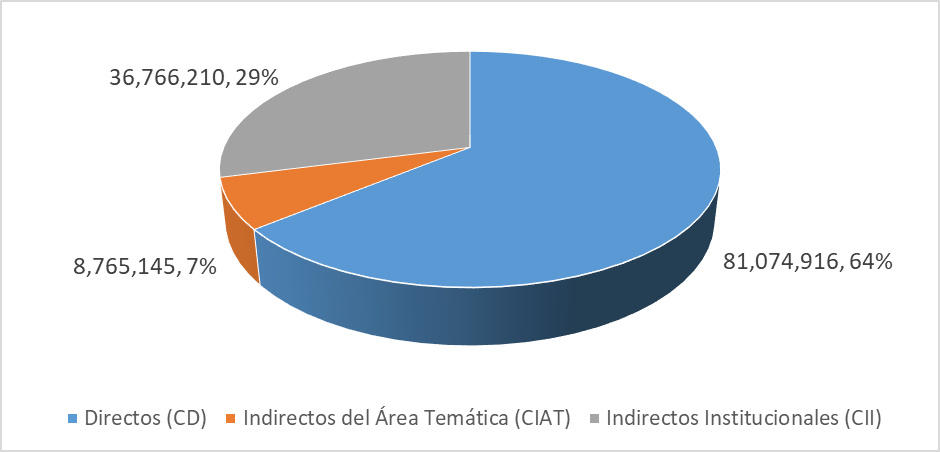 36,766,210, 29%
8,765,145, 7%
81,074,916, 64%
Directos (CD) Indirectos del Área Temática (CIAT) Indirectos Institucionales (CII)